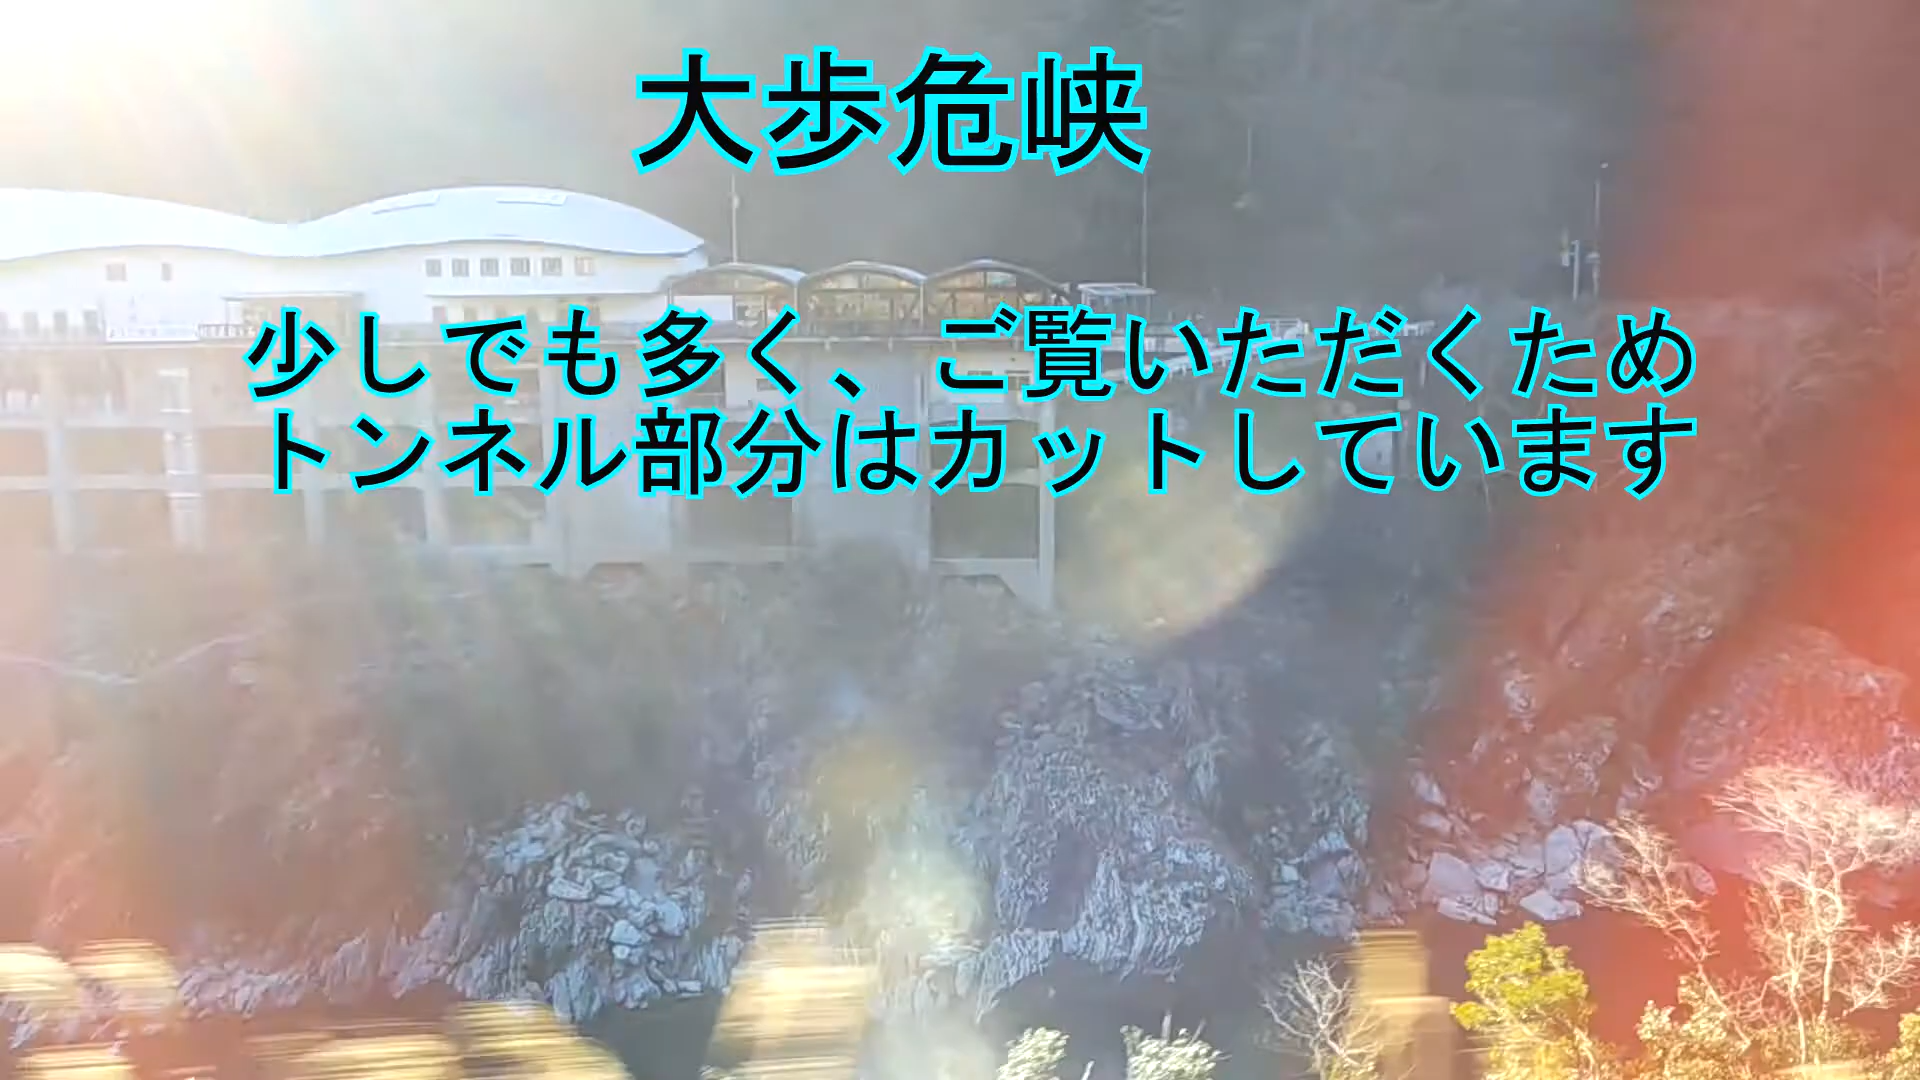 大歩危峡
少しでも多く、ご覧いただくため
トンネル部分はカットしています